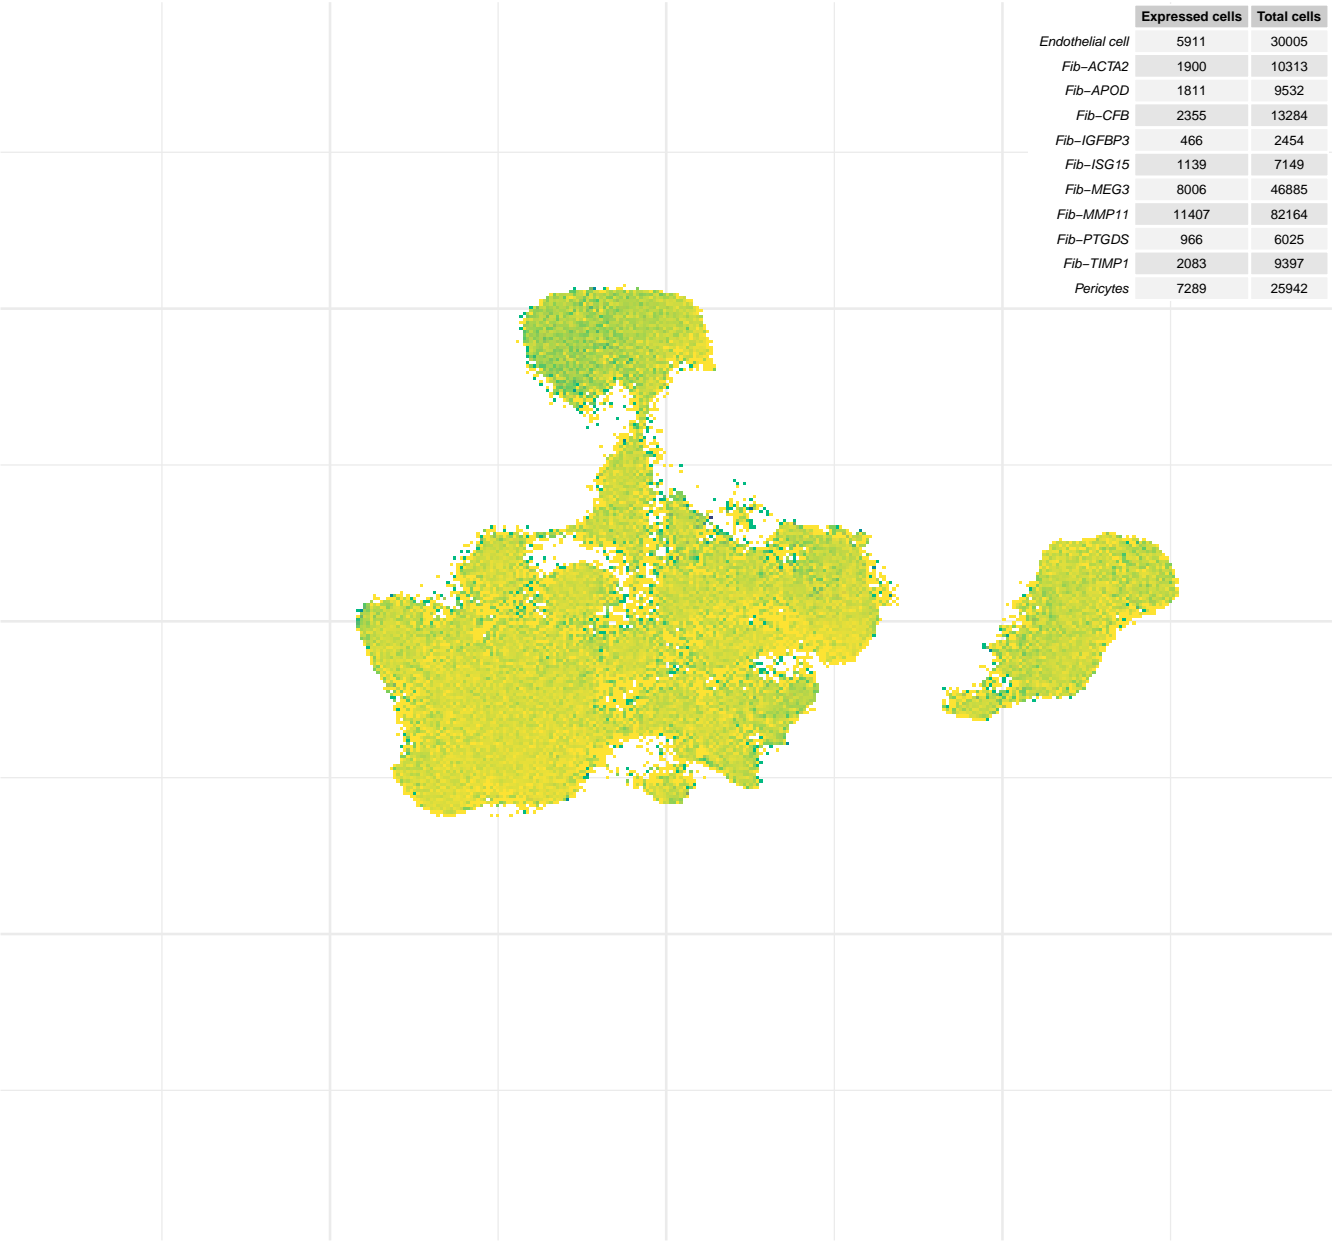 Expressed cells Total cells
Endothelial cell 5911 30005
Fib−ACTA2 1900 10313
Fib−APOD 1811 9532
Fib−CFB 2355 13284
Fib−IGFBP3 466 2454
Fib−ISG15 1139 7149
Fib−MEG3 8006 46885
Fib−MMP11 11407 82164
Fib−PTGDS 966 6025
Fib−TIMP1 2083 9397
Pericytes 7289 25942